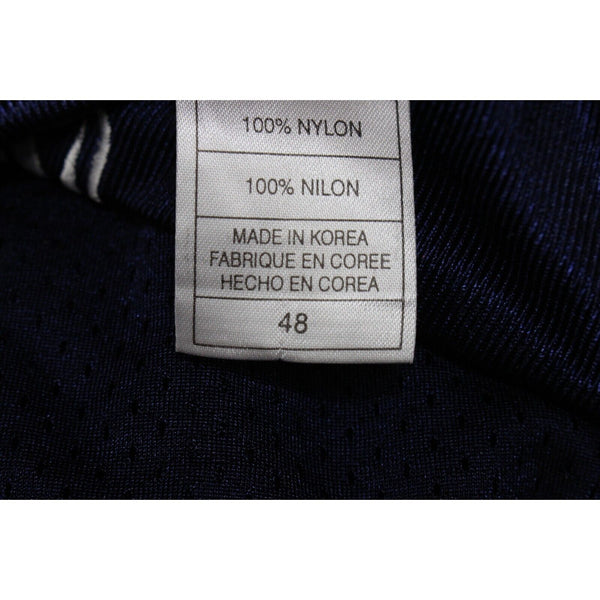 100% NYLON
100% NILON
MADE IN KOREA
FABRIQUE EN COREE
HECHO EN COREA
48